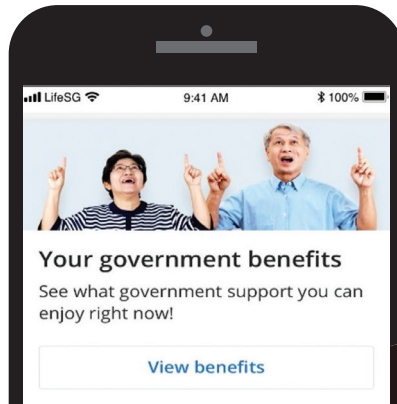 LifeSG 9:41 AM 100%
Your government benefits
See what government support you can
enjoy right now!
View benefits